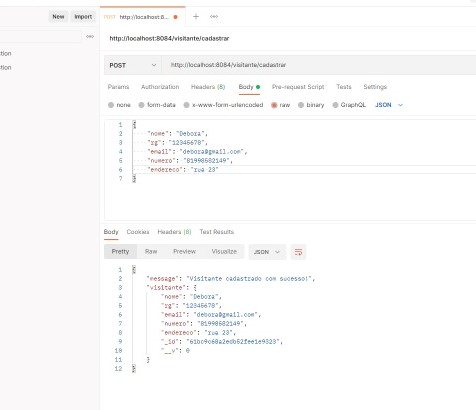 New Import
POST http://localhost:8...
http://localhost:8084/visitante/cadastrar
POST http://localhost:8084/visitante/cadastrar
tion
tion
Params Authorization Headers (8) Body Pre-request Script Tests Settings
none form-data x-www-form-urlencoded raw binary GraphQL JSON
1 {
2 "nome": "Debora",
3 "rg": "12345678",
4 "email": "debora@gmail.com",
5 "numero": "81998582149",
6 "endereco": "rua 23"
7 }
Body Cookies Headers (8) Test Results
Pretty Raw Preview Visualize JSON
1 {
2 "message": "Visitante cadastrado com sucesso!",
3 "visitante": {
4 "nome": "Debora",
5 "rg": "12345678",
6 "email": "debora@gmail.com",
7 "numero": "81998582149",
8 "endereco": "rua 23",
9 "_id":
10 "__v": 0
11 }
12 }